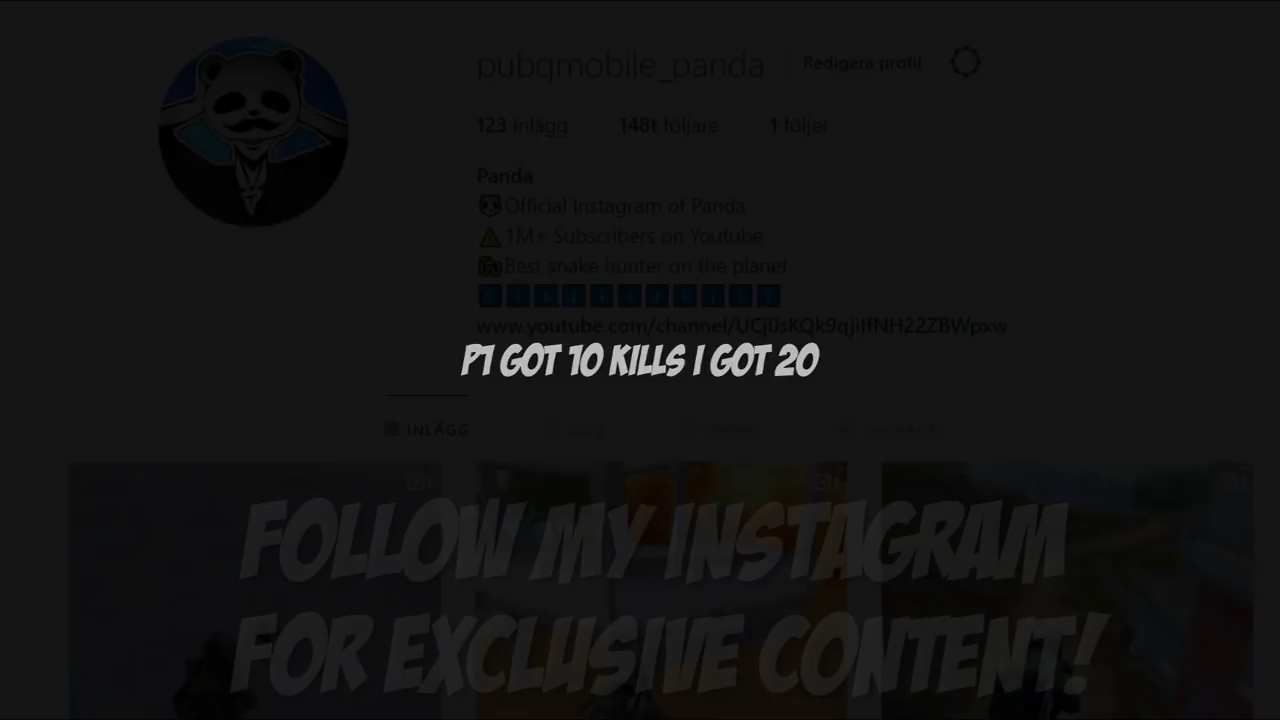 pubgmobile_panda Redigera profil
123 inlägg 148t följare 1 följer
Panda
Official Instagram of Panda
1M+ Subscribers on Youtube
Best snake hunter on the planet
www.youtube.com/channel/UCj0sKQk9qjiIfNH22ZBWpxw
P1 GOT 10 KILLS I GOT 20
INLÄGG
FOLLOW MY INSTAGRAM
FOR EXCLUSIVE CONTENT!